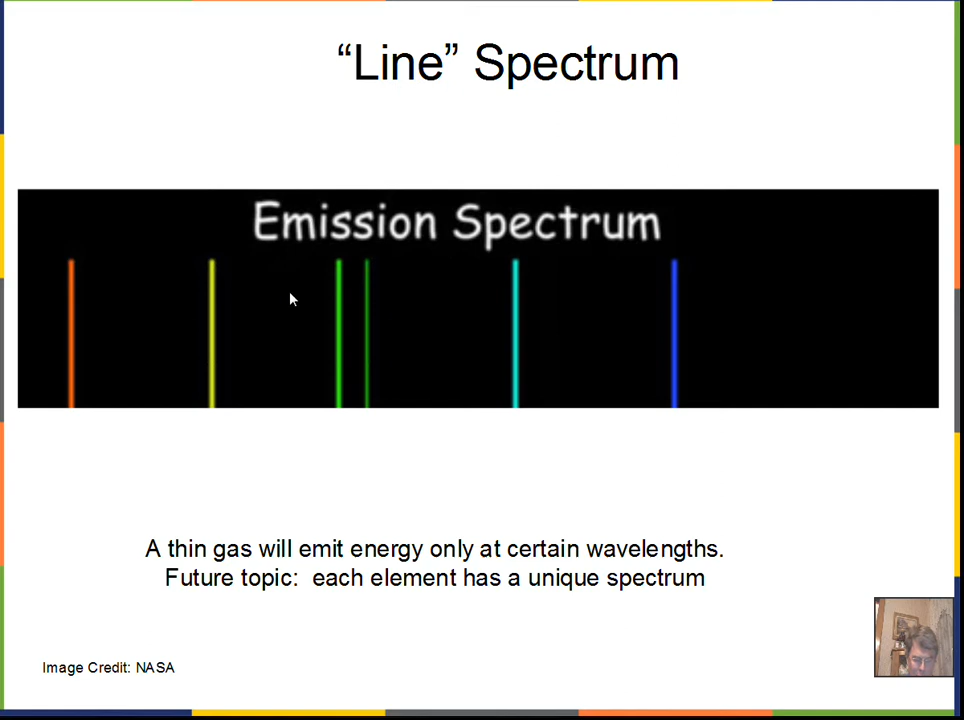 “Line” Spectrum
Emission Spectrum
A thin gas will emit energy only at certain wavelengths.
Future topic:  each element has a unique spectrum
Image Credit: NASA